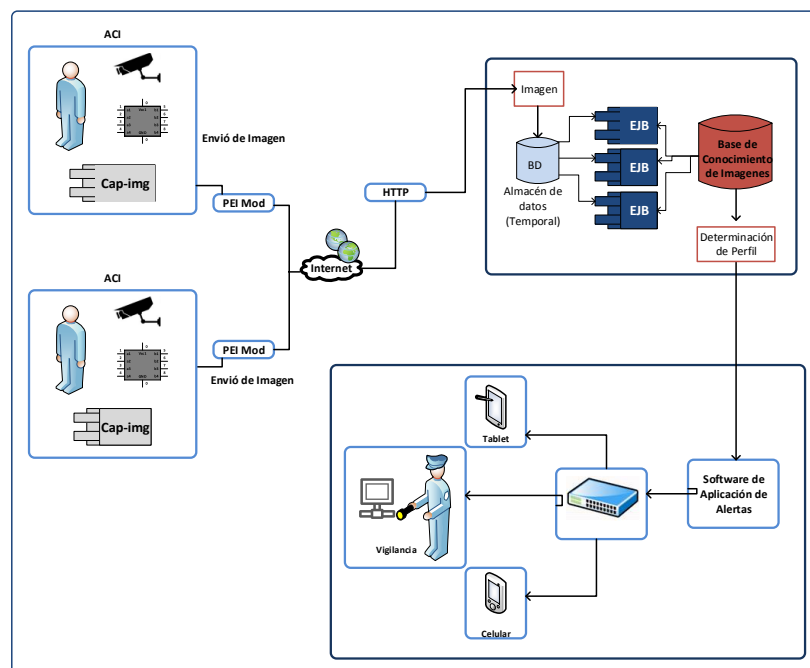 ACI
Cap-img
Envió de Imagen
PEI Mod
ACI
Cap-img
PEI Mod
Envió de Imagen
Internet
HTTP
Imagen
BD
Almacén de
datos
(Temporal)
EJB
EJB
EJB
Base de
Conocimiento
de Imagenes
Determinación
de Perfil
Tablet
Vigilancia
Celular
Software de
Aplicación de
Alertas